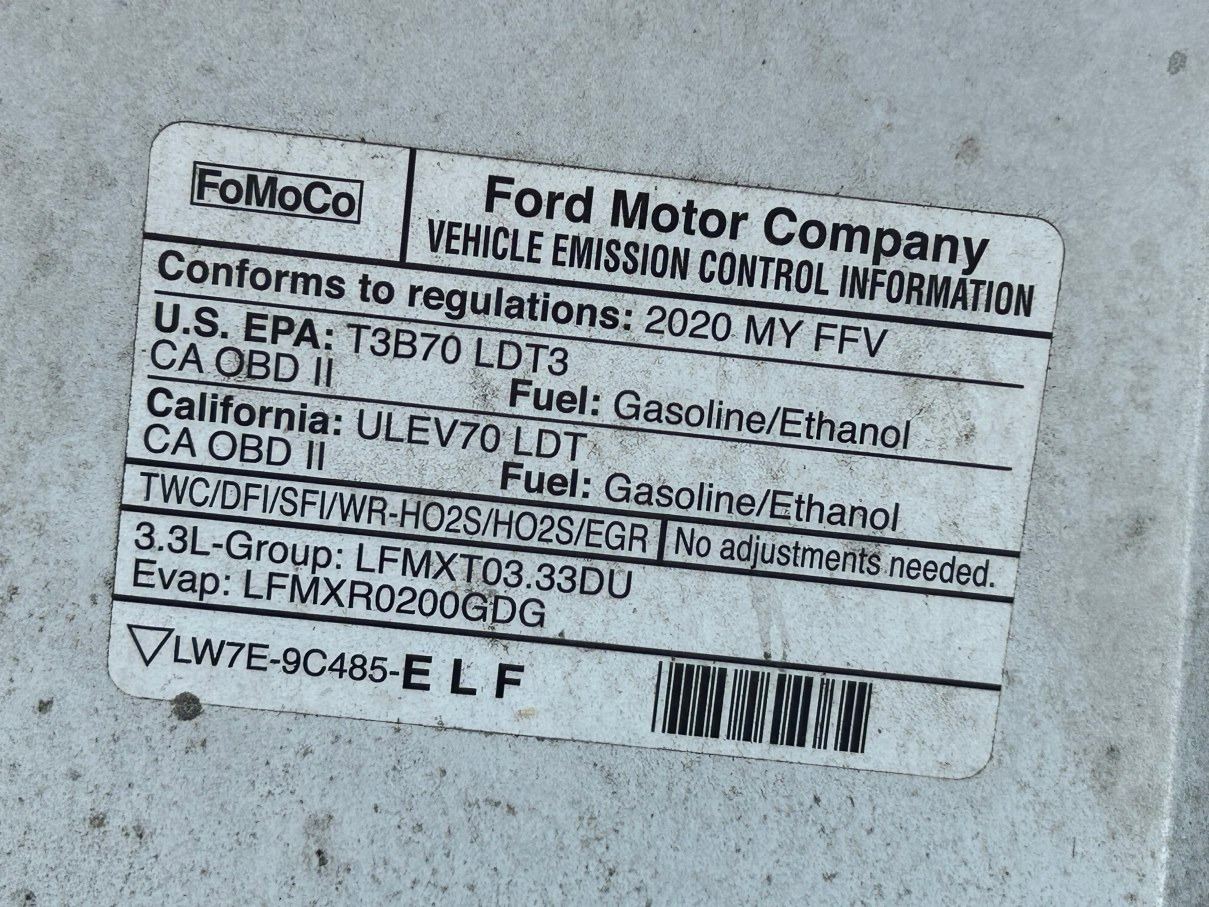 FoMoCo
Ford Motor Company
VEHICLE EMISSION CONTROL INFORMATION
Conforms to regulations: 2020 MY FFV
U.S. EPA: T3B70 LDT3
CA OBD II Fuel: Gasoline/Ethanol
California: ULEV70 LDT
CA OBD II Fuel: Gasoline/Ethanol
TWC/DFI/SFI/WR-HO2S/HO2S/EGR No adjustments needed.
3.3L-Group: LFMXT03.33DU
Evap: LFMXR0200GDG
▽LW7E-9C485-E L F